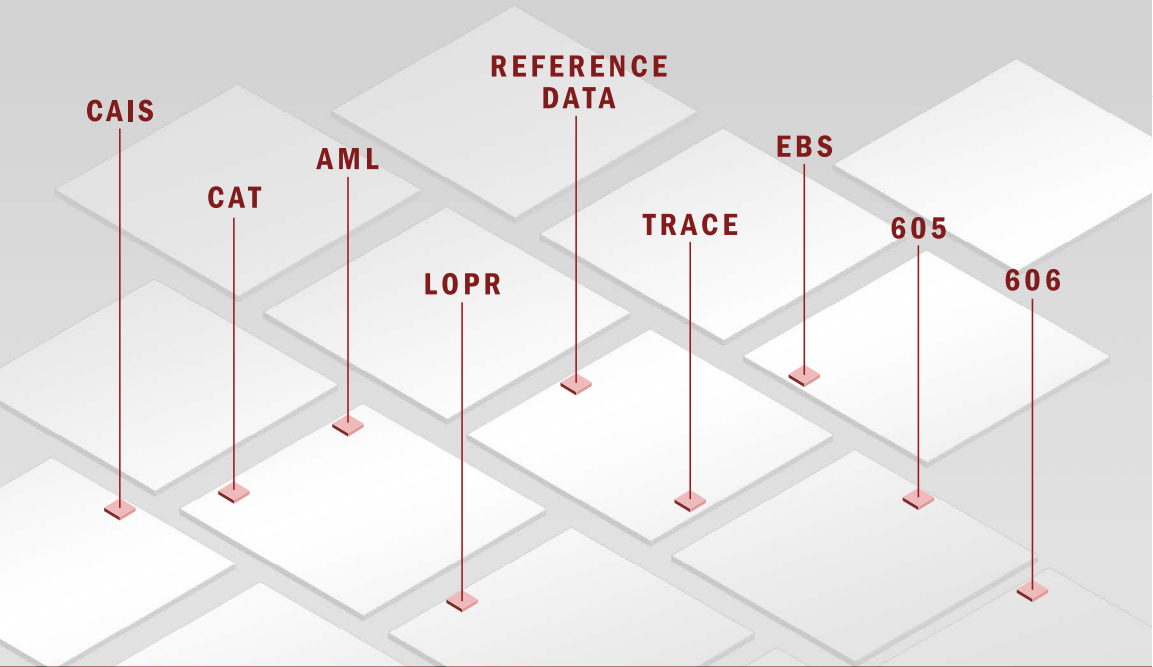 CAIS
CAT
AML
LOPR
REFERENCE
DATA
TRACE
EBS
605
606